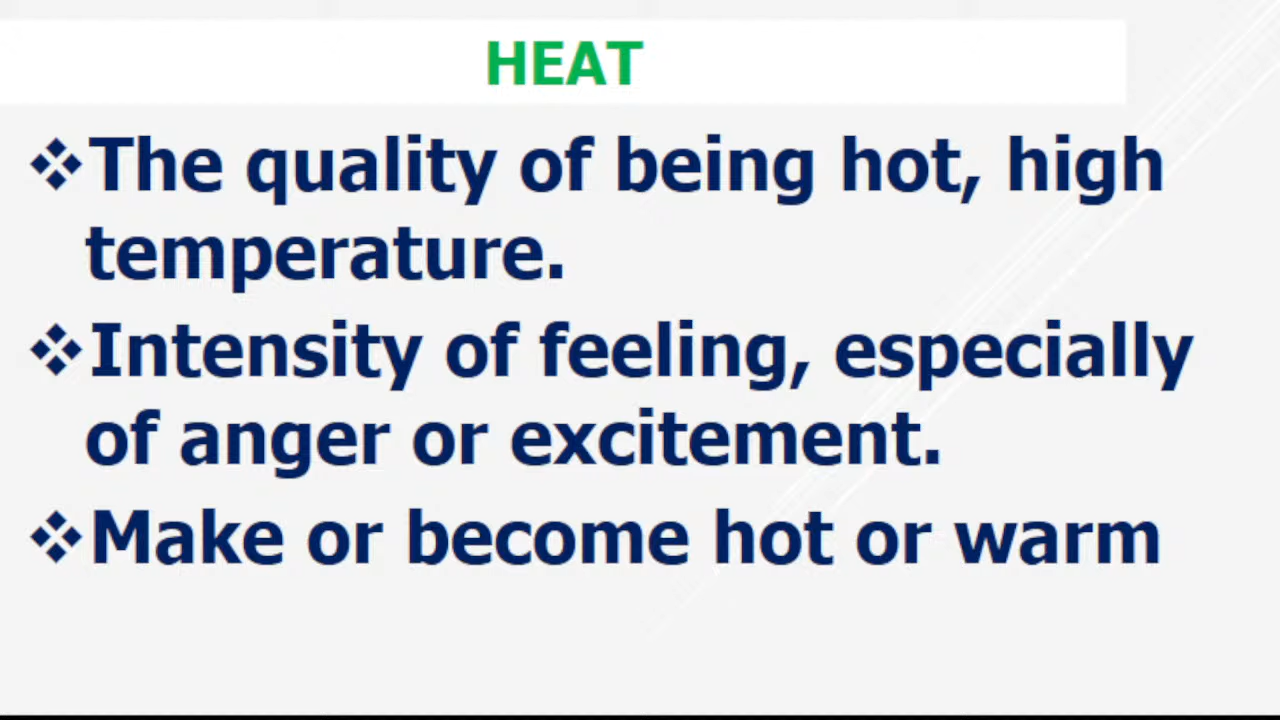 HEAT
❖The quality of being hot, high
temperature.
❖Intensity of feeling, especially
of anger or excitement.
❖Make or become hot or warm